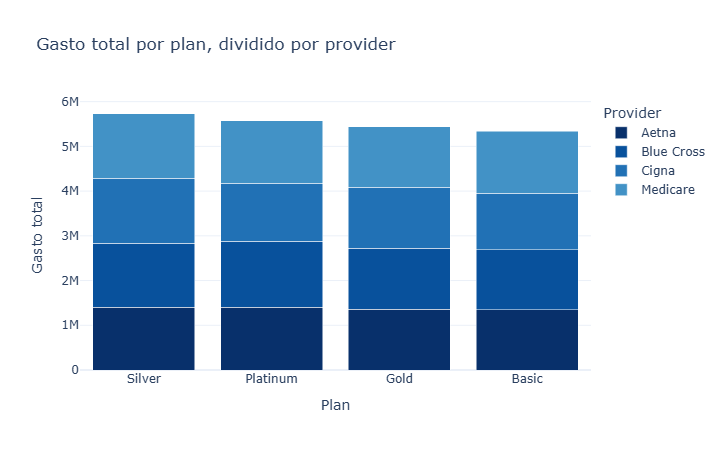 Gasto total por plan, dividido por provider
6M
5M
4M
3M
2M
1M
0
Gasto total
Silver
Platinum
Gold
Basic
Plan
Provider
Aetna
Blue Cross
Cigna
Medicare